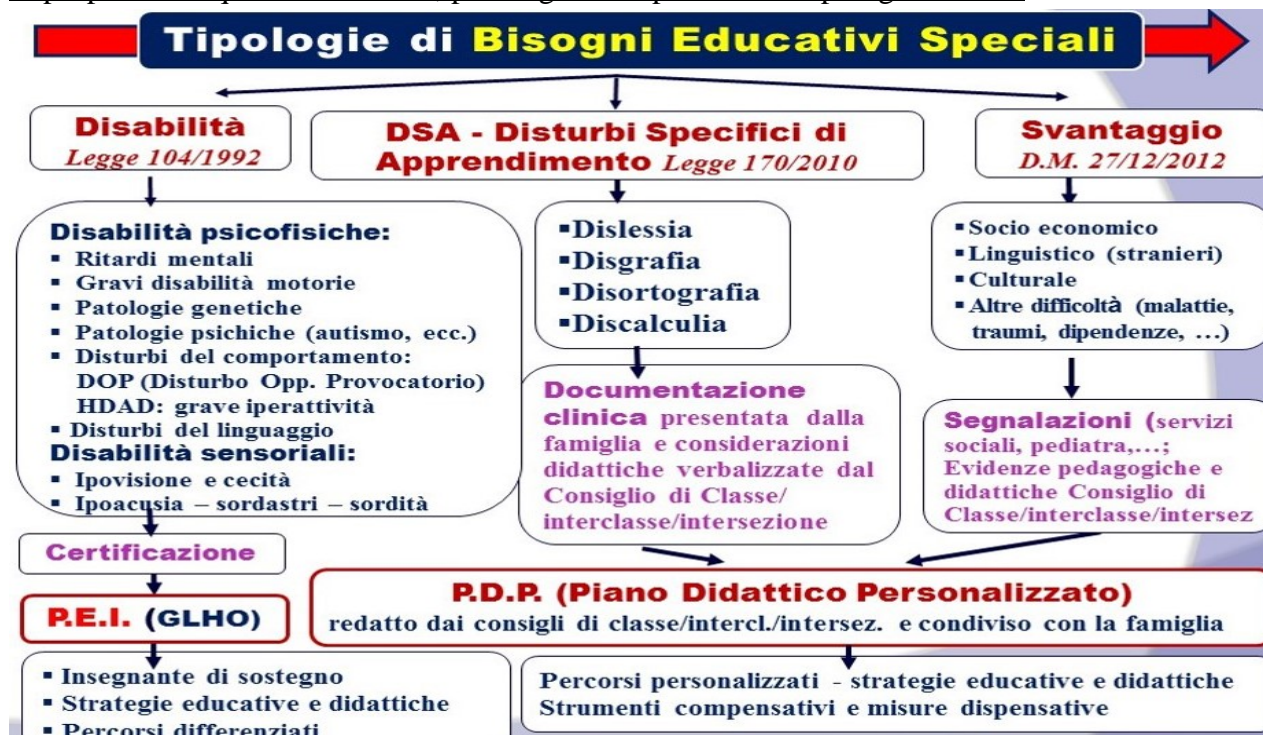 Tipologie di Bisogni Educativi Speciali
Disabilità
Legge 104/1992
DSA - Disturbi Specifici di
Apprendimento Legge 170/2010
Svantaggio
D.M. 27/12/2012
Disabilità psicofisiche:
▪ Ritardi mentali
▪ Gravi disabilità motorie
▪ Patologie genetiche
▪ Patologie psichiche (autismo, ecc.)
▪ Disturbi del comportamento:
DOP (Disturbo Opp. Provocatorio)
HDAD: grave iperattività
▪ Disturbi del linguaggio
Disabilità sensoriali:
▪ Ipovisione e cecità
▪ Ipoacusia – sordastri – sordità
▪Dislessia
▪Disgrafia
▪Disortografia
▪Discalculia
▪Socio economico
▪Linguistico (stranieri)
▪Culturale
▪Altre difficoltà (malattie,
traumi, dipendenze, …)
Documentazione
clinica presentata dalla
famiglia e considerazioni
didattiche verbalizzate dal
Consiglio di Classe/
interclasse/intersezione
Segnalazioni (servizi
sociali, pediatra,…;
Evidenze pedagogiche e
didattiche Consiglio di
Classe/interclasse/intersez
Certificazione
P.E.I. (GLHO)
P.D.P. (Piano Didattico Personalizzato)
redatto dai consigli di classe/intercl./intersez. e condiviso con la famiglia
▪ Insegnante di sostegno
▪ Strategie educative e didattiche
▪ Percorsi differenziati
Percorsi personalizzati - strategie educative e didattiche
Strumenti compensativi e misure dispensative